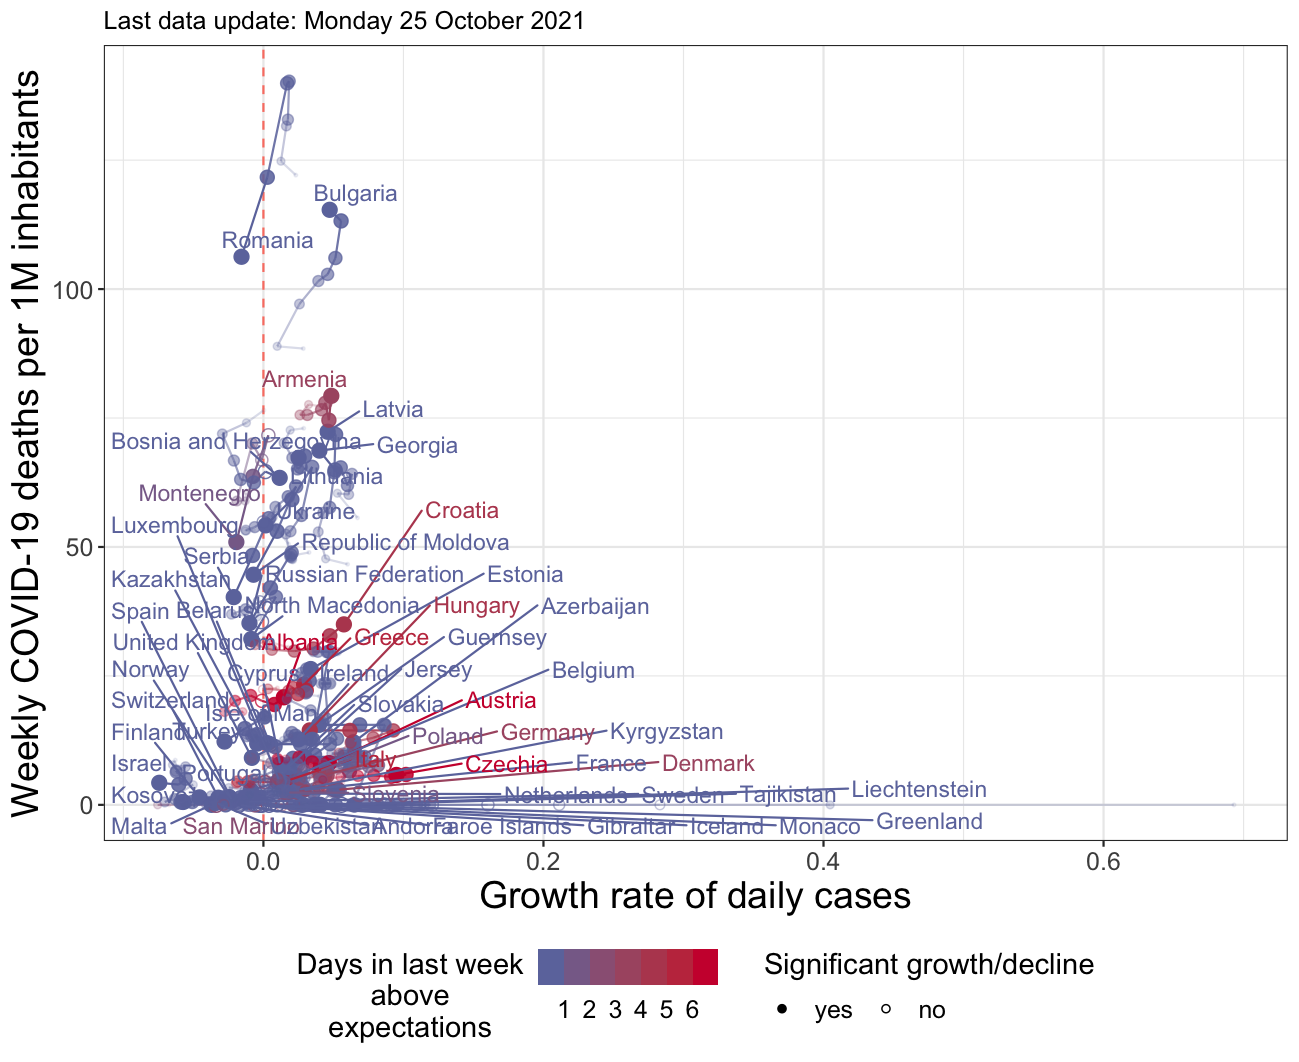 Last data update: Monday 25 October 2021
Weekly COVID-19 deaths per 1M inhabitants
100
50
0
Bulgaria
Romania
Armenia
Latvia
Bosnia and Herzegovina
Georgia
Lithuania
Montenegro
Ukraine
Croatia
Luxembourg
Republic of Moldova
Serbia
Kazakhstan
Russian Federation
Estonia
Spain
Belarus
North Macedonia
Hungary
Azerbaijan
United Kingdom
Albania
Greece
Guernsey
Norway
Cyprus
Ireland
Jersey
Belgium
Switzerland
Isle of Man
Slovakia
Austria
Finland
Turkey
Poland
Germany
Kyrgyzstan
Israel
Portugal
Italy
Czechia
France
Denmark
Kosovo
Slovenia
Netherlands
Sweden
Tajikistan
Liechtenstein
Malta
San Marino
Uzbekistan
Andorra
Faroe Islands
Gibraltar
Iceland
Monaco
Greenland
0.0
0.2
0.4
0.6
Growth rate of daily cases
Days in last week
above
expectations
1 2 3 4 5 6
Significant growth/decline
yes
no